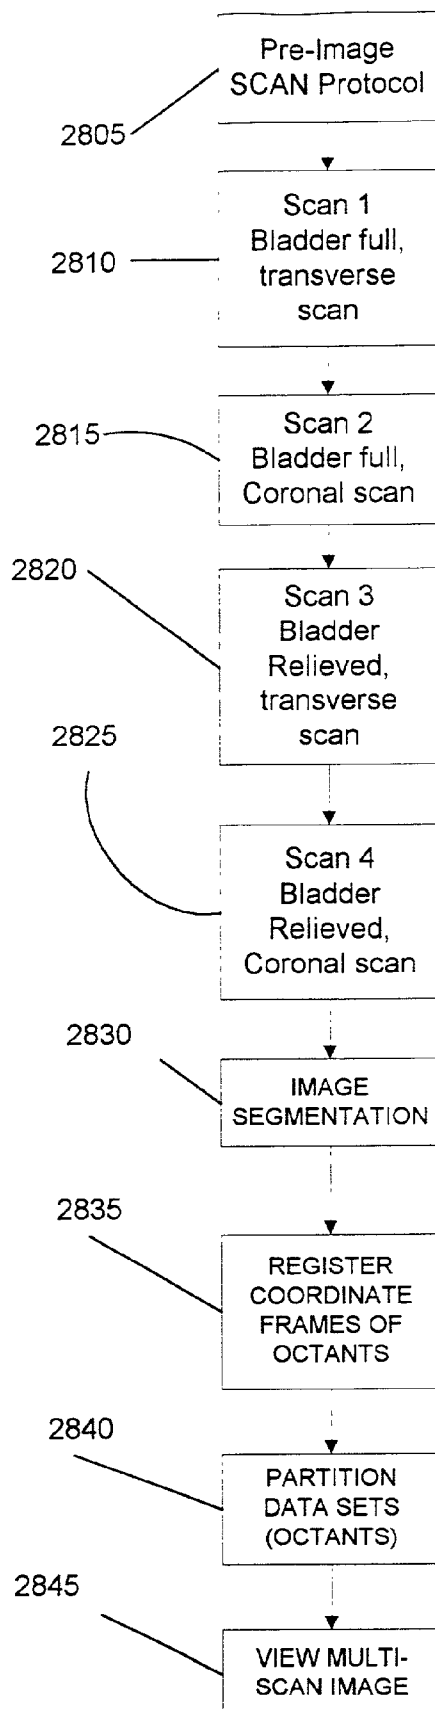 Pre-Image
SCAN Protocol
2805
Scan 1
Bladder full,
transverse
scan
2810
Scan 2
Bladder full,
Coronal scan
2815
2820
Scan 3
Bladder
Relieved,
transverse
scan
2825
Scan 4
Bladder
Relieved,
Coronal scan
2830
IMAGE
SEGMENTATION
2835
REGISTER
COORDINATE
FRAMES OF
OCTANTS
2840
PARTITION
DATA SETS
(OCTANTS)
2845
VIEW MULTI-
SCAN IMAGE